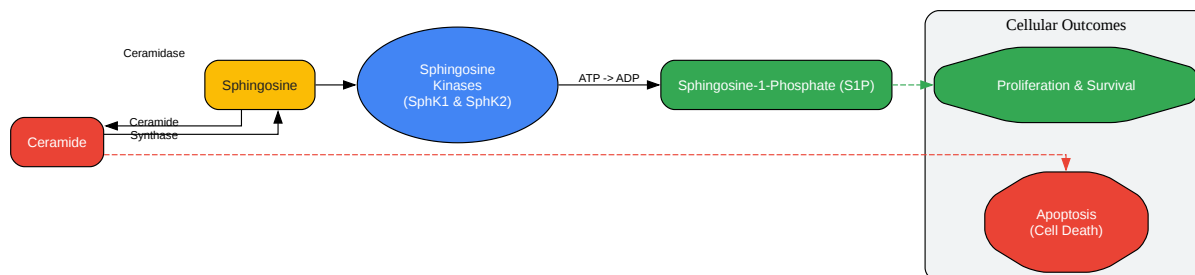 Cellular Outcomes
Ceramidase
Sphingosine
Sphingosine
Kinases
(SphK1 & SphK2)
ATP -> ADP
Sphingosine-1-Phosphate (S1P)
Proliferation & Survival
Ceramide
Synthase
Ceramide
Apoptosis
(Cell Death)